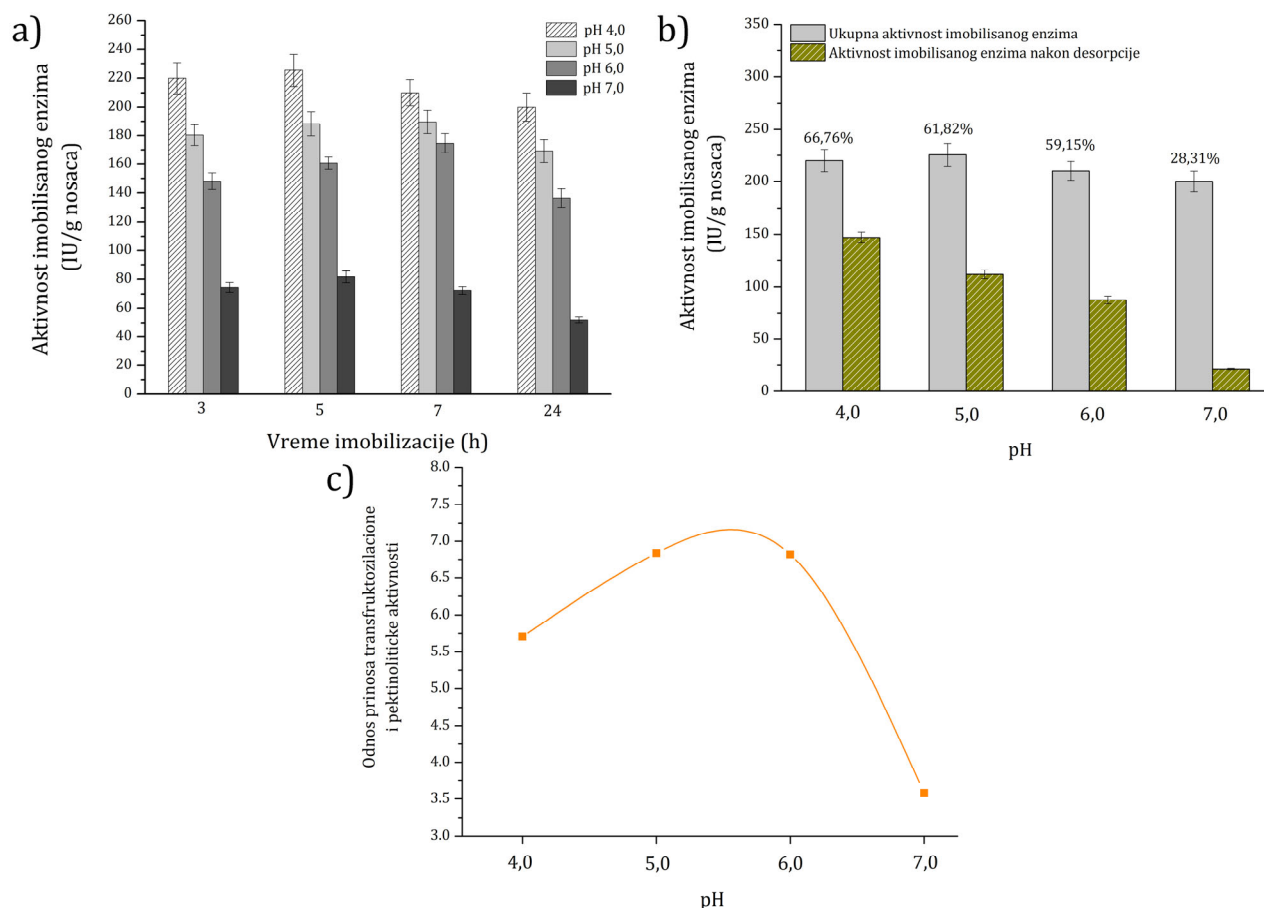 a)
Aktivnost imobilisanog enzima
(IU/g nosaca)
260
240
220
200
180
160
140
120
100
80
60
40
20
0
pH 4,0
pH 5,0
pH 6,0
pH 7,0
3
5
7
24
Vreme imobilizacije (h)
b)
Aktivnost imobilisanog enzima
(IU/g nosaca)
350
300
250
200
150
100
50
0
Ukupna aktivnost imobilisanog enzima
Aktivnost imobilisanog enzima nakon desorpcije
66,76%
61,82%
59,15%
28,31%
4,0
5,0
6,0
7,0
pH
c)
Odnos prinosa transfruktozilacione
i pektinoliticke aktivnosti
8.0
7.5
7.0
6.5
6.0
5.5
5.0
4.5
4.0
3.5
3.0
4,0
5,0
6,0
7,0
pH